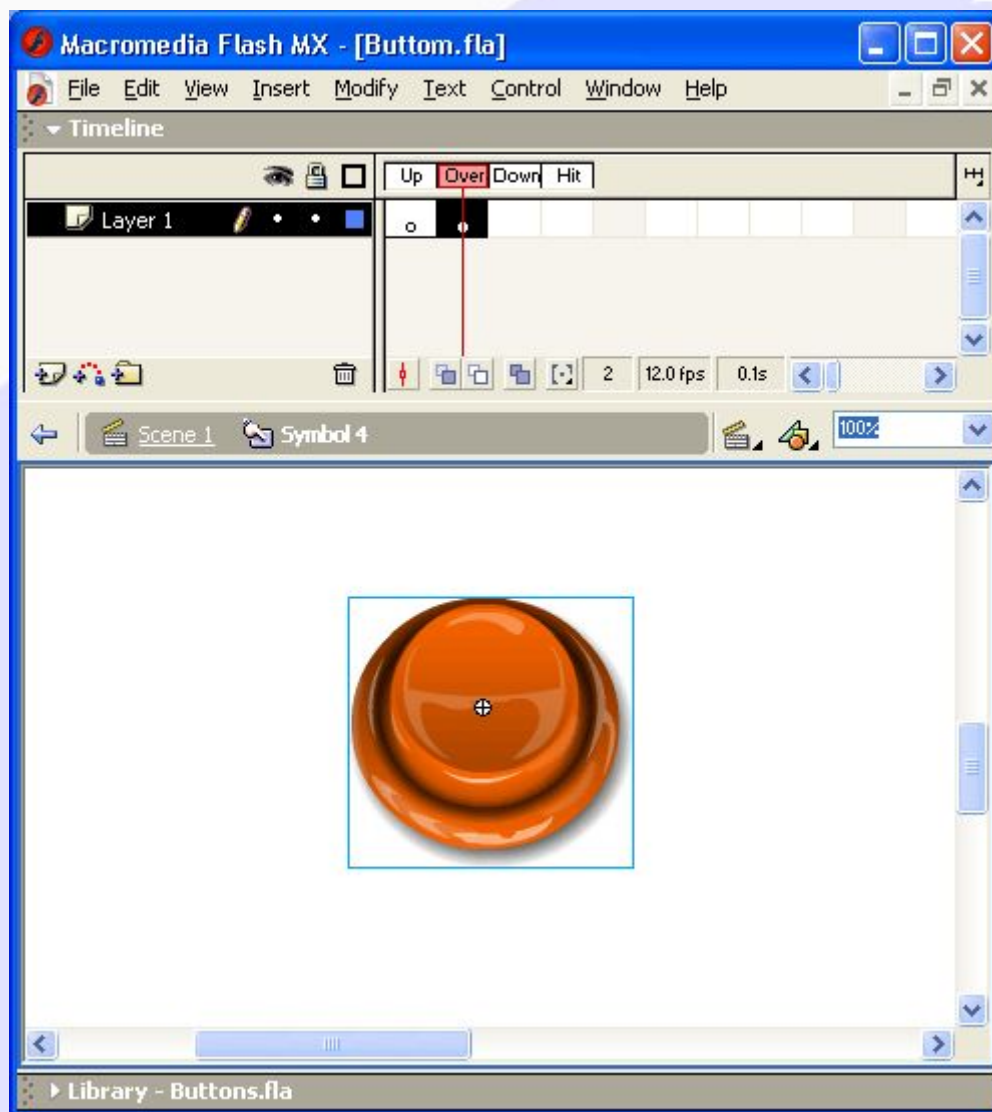 Macromedia Flash MX - [Buttom.fla]
File Edit View Insert Modify Text Control Window Help
Timeline
Up Over Down Hit
Layer 1
2 12.0 fps 0.1s
Scene 1 Symbol 4 100%
Library - Buttons.fla